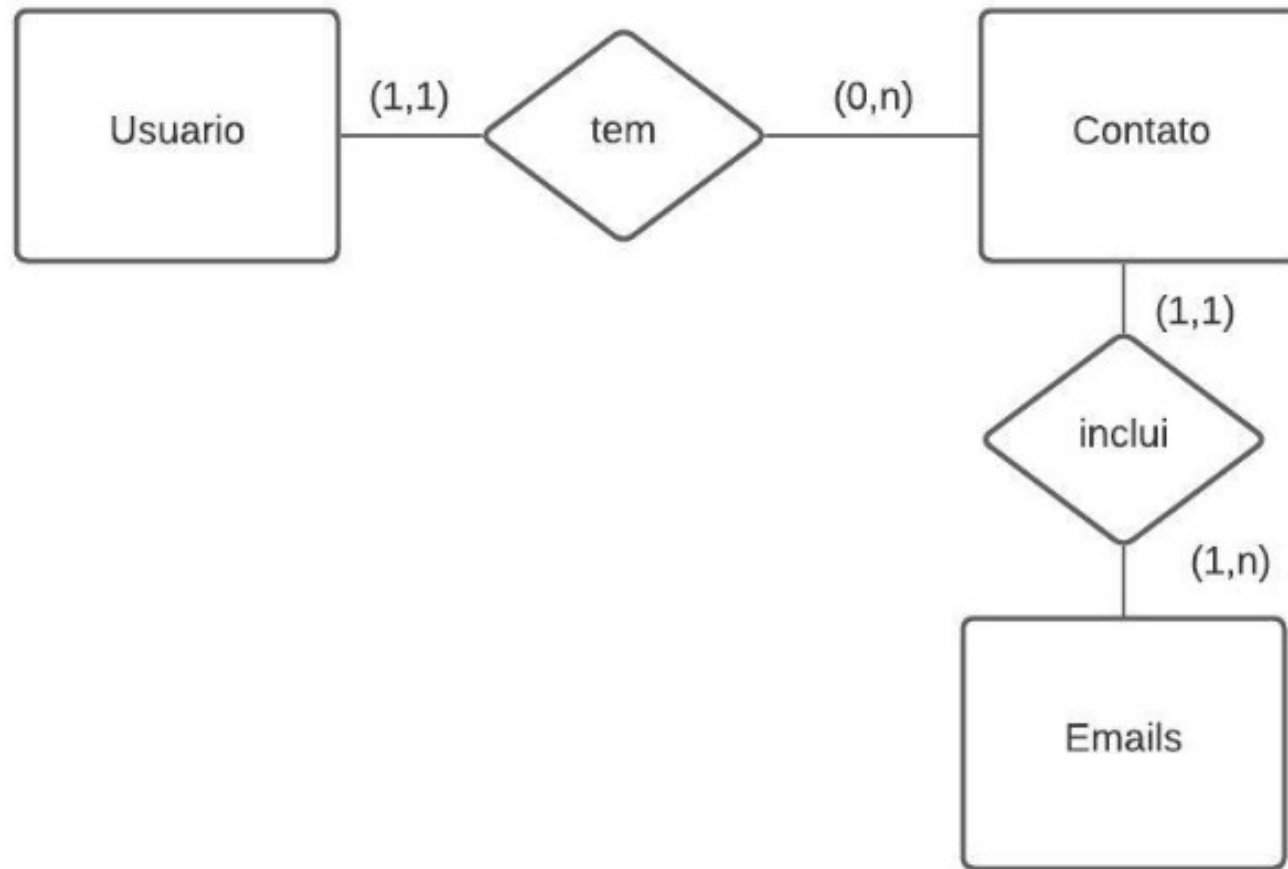 Usuario
(1,1)
tem
(0,n)
Contato
(1,1)
inclui
(1,n)
Emails